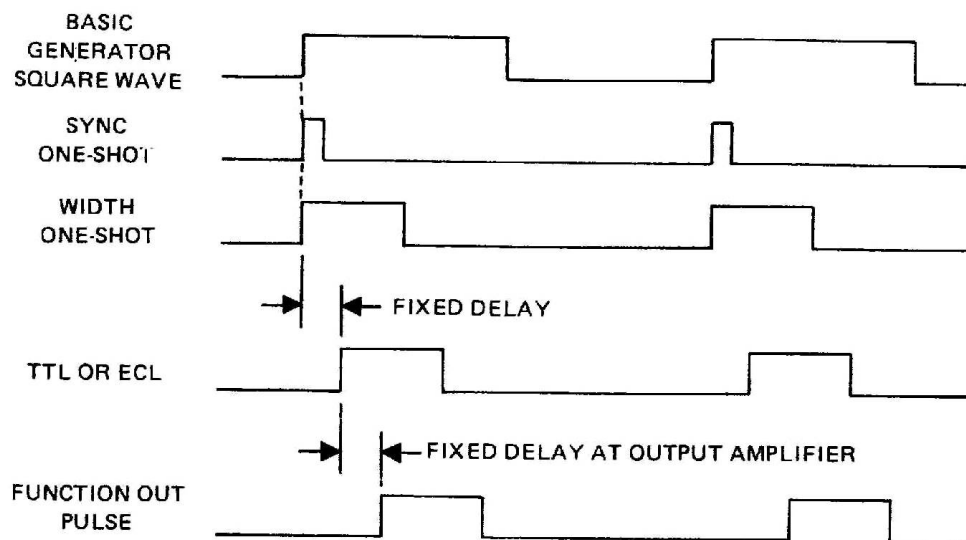 BASIC
GENERATOR
SQUARE WAVE
SYNC
ONE-SHOT
WIDTH
ONE-SHOT
FIXED DELAY
TTL OR ECL
FIXED DELAY AT OUTPUT AMPLIFIER
FUNCTION OUT
PULSE